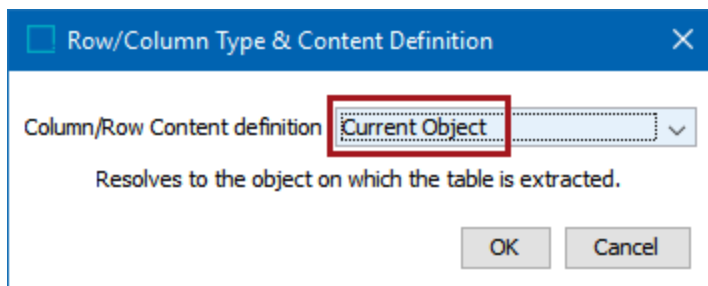 Row/Column Type & Content Definition
Column/Row Content definition Current Object
Resolves to the object on which the table is extracted.
OK Cancel